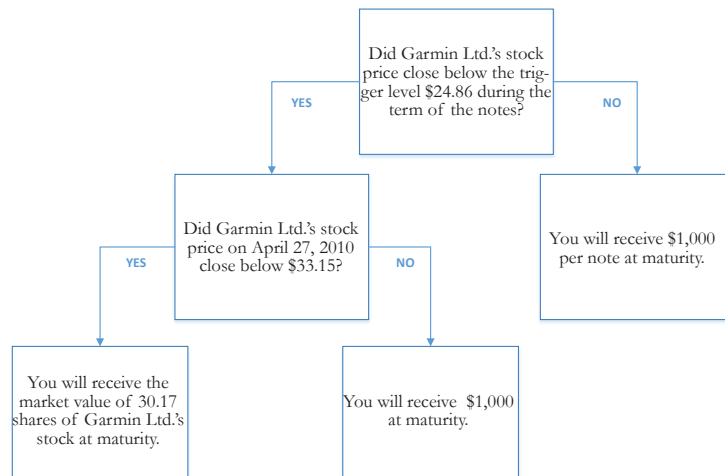 Did Garmin Ltd.'s stock
price close below the trig-
ger level $24.86 during the
term of the notes?
YES
NO
Did Garmin Ltd.'s stock
price on April 27, 2010
close below $33.15?
You will receive $1,000
per note at maturity.
YES
NO
You will receive the
market value of 30.17
shares of Garmin Ltd.'s
stock at maturity.
You will receive $1,000
at maturity.